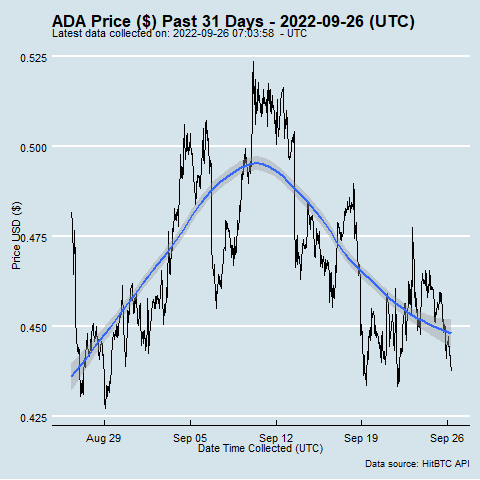 ADA Price ($) Past 31 Days - 2022-09-26 (UTC)
Latest data collected on: 2022-09-26 07:03:58 - UTC
0.525
0.500
0.475
0.450
0.425
Price USD ($)
Aug 29 Sep 05 Sep 12 Sep 19 Sep 26
Date Time Collected (UTC)
Data source: HitBTC API